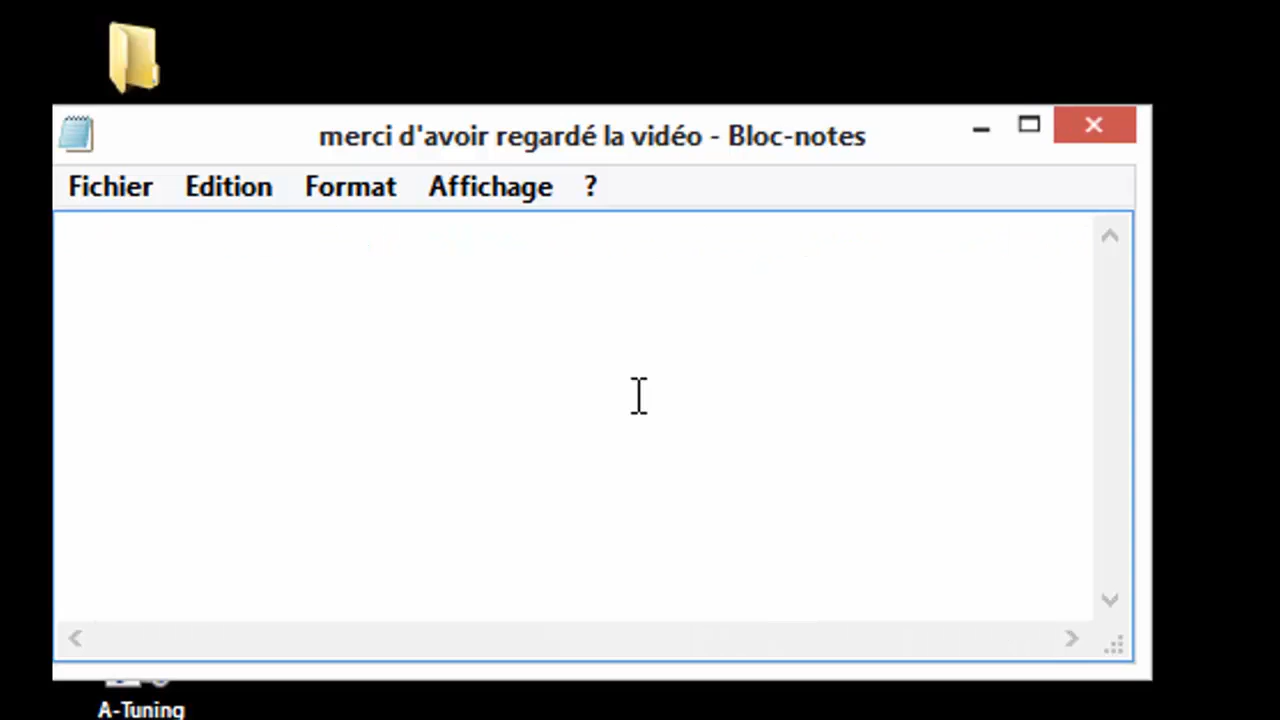 merci d'avoir regardé la vidéo - Bloc-notes
Fichier Edition Format Affichage ?
A-Tuning